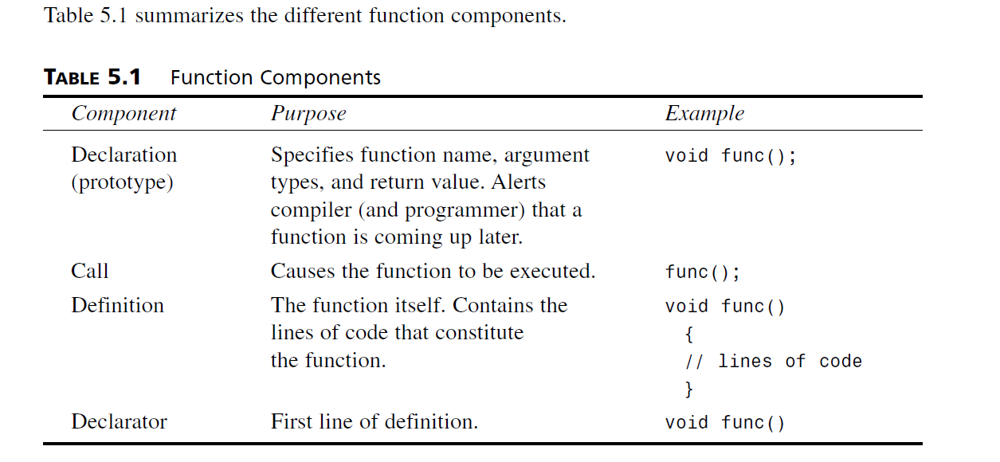 Table 5.1 summarizes the different function components.
TABLE 5.1 Function Components
Component Purpose Example
Declaration Specifies function name, argument void func();
(prototype) types, and return value. Alerts
compiler (and programmer) that a
function is coming up later.
Call Causes the function to be executed. func();
Definition The function itself. Contains the void func()
lines of code that constitute {
the function. // lines of code
}
Declarator First line of definition. void func()